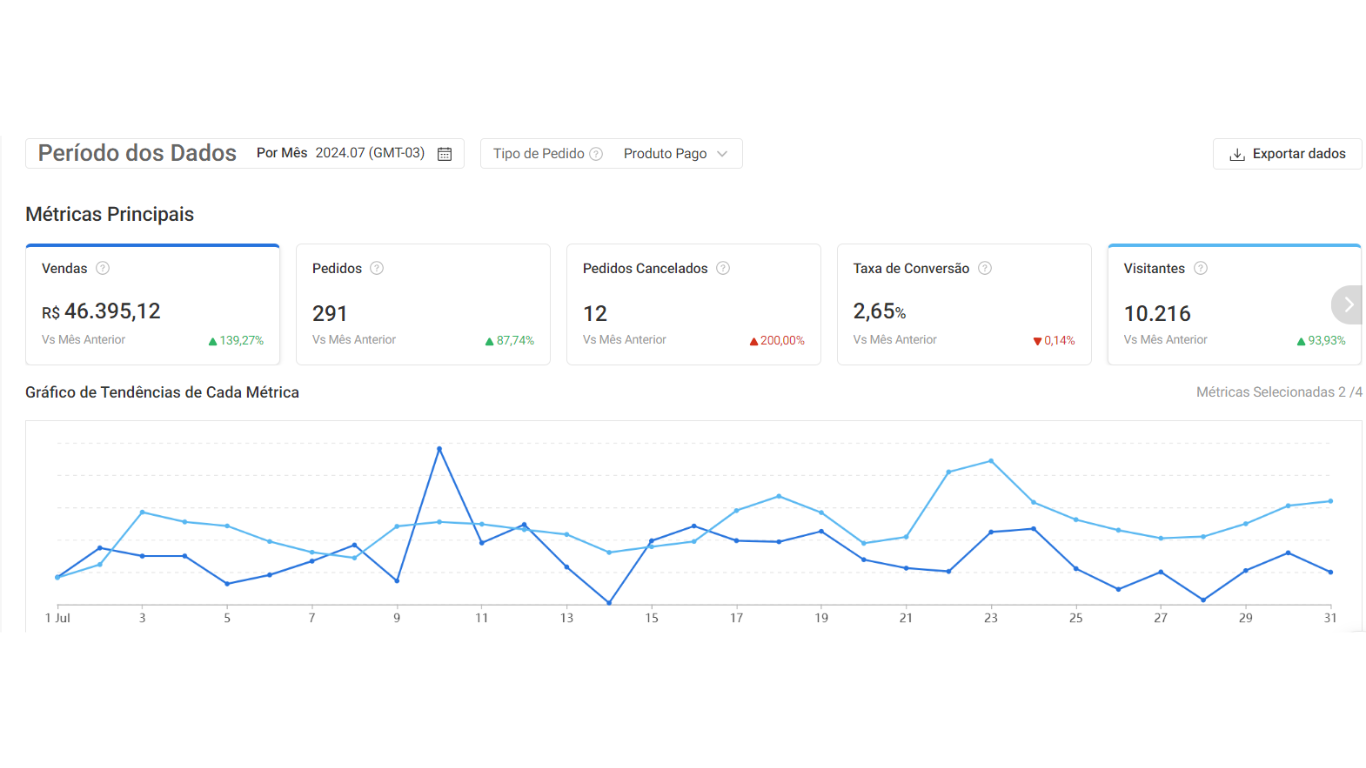 Período dos Dados Por Mês 2024.07 (GMT-03) Tipo de Pedido ? Produto Pago Exportar dados
Métricas Principais
Vendas ? Pedidos ? Pedidos Cancelados ? Taxa de Conversão ? Visitantes ?
R$ 46.395,12 291 12 2,65% 10.216
Vs Mês Anterior ▲139,27% Vs Mês Anterior ▲87,74% Vs Mês Anterior ▲200,00% Vs Mês Anterior ▼0,14% Vs Mês Anterior ▲93,93%
Gráfico de Tendências de Cada Métrica Métricas Selecionadas 2 /4
1 Jul 3 5 7 9 11 13 15 17 19 21 23 25 27 29 31